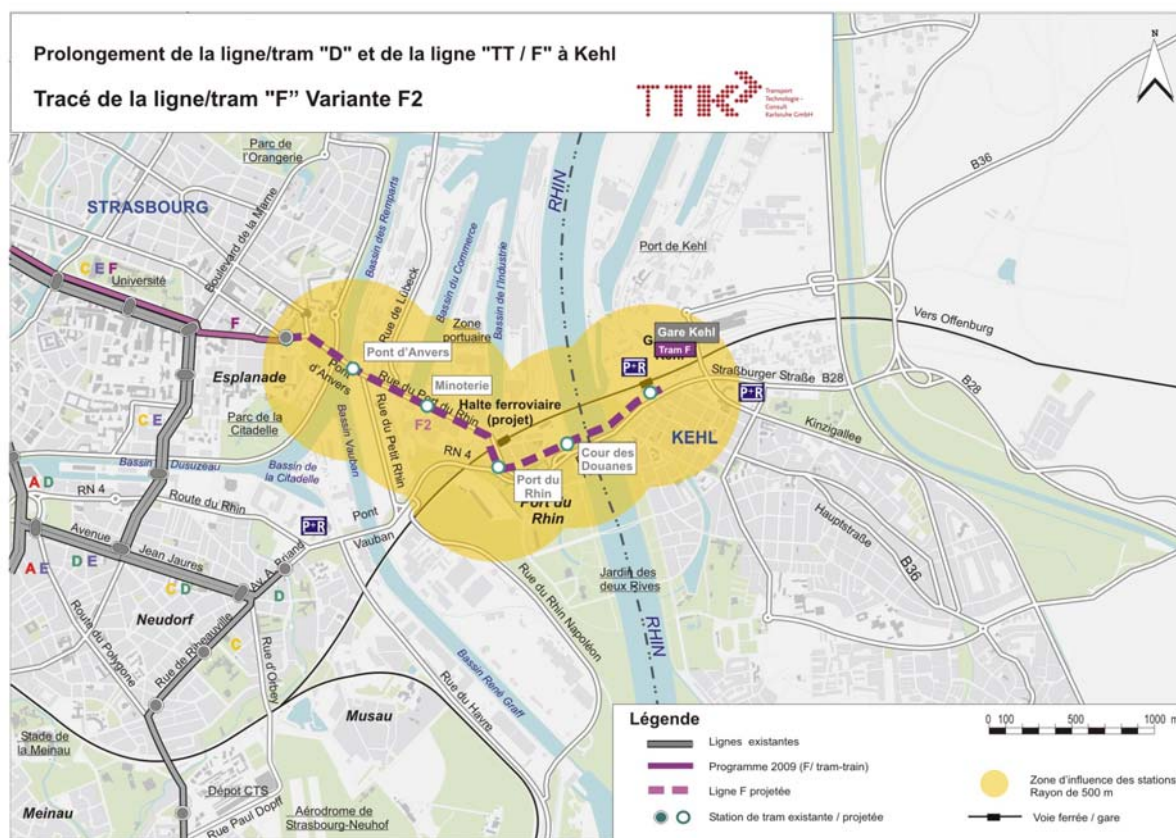 Prolongement de la ligne/tram "D" et de la ligne "TT / F" à Kehl
Tracé de la ligne/tram "F” Variante F2
TTK
Transport
Technologie -
Consult
Karlsruhe GmbH
N
Parc de
l'Orangerie
STRASBOURG
Boulevard de la Marne
Bassin des Remparts
Rue de Lübeck
Bassin du Commerce
Bassin de l'Industrie
RHIN
Port de Kehl
B36
C E F
Université
F
Zone
portuaire
Gare Kehl
Tram F
Kehl
Vers Offenburg
P+R
Straßburger Straße B28
P+R
B28
Pont d'Anvers
Pont
d'Anvers
Esplanade
Minoterie
Rue du Port du Rhin
F2
Halte ferroviaire
(projet)
Parc de la
Citadelle
C E
Rue du Petit Rhin
Bassin Vauban
RN 4
Cour des
Douanes
KEHL
Kinzigallee
Bassin Dusuzeau
Bassin de
la Citadelle
Port du
Rhin
Port du
Rhin
A D
RN 4
Route du Rhin
P+R
Pont
Vauban
Hauptstraße
B36
Avenue
Jean Jaures
Av. A. Briand
A E
D E
C D
D
Jardin des
deux Rives
Rue du Rhin Napoléon
RHIN
Neudorf
Route du Polygone
Rue de Ribeauville
C
Rue d'Orbey
Bassin René Graff
Rue du Havre
Musau
Stade de
la Meinau
Meinau
Dépôt CTS
Rue Paul Dopff
Aérodrome de
Strasbourg-Neuhof
Légende
0 100 500 1000 m
Lignes existantes
Programme 2009 (F/ tram-train)
Ligne F projetée
Station de tram existante / projetée
Zone d'influence des stations
Rayon de 500 m
Voie ferrée / gare